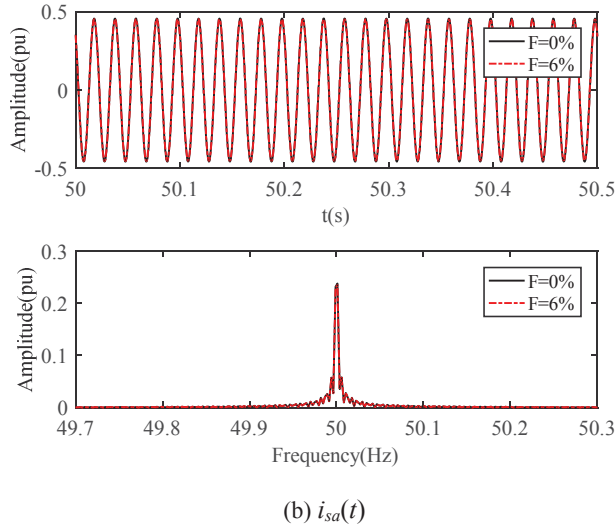 0.5
0
-0.5
Amplitude(pu)
F=0%
F=6%
50 50.1 50.2 50.3 50.4 50.5
t(s)
0.3
0.2
0.1
0
Amplitude(pu)
F=0%
F=6%
49.7 49.8 49.9 50 50.1 50.2 50.3
Frequency(Hz)
(b) isa(t)